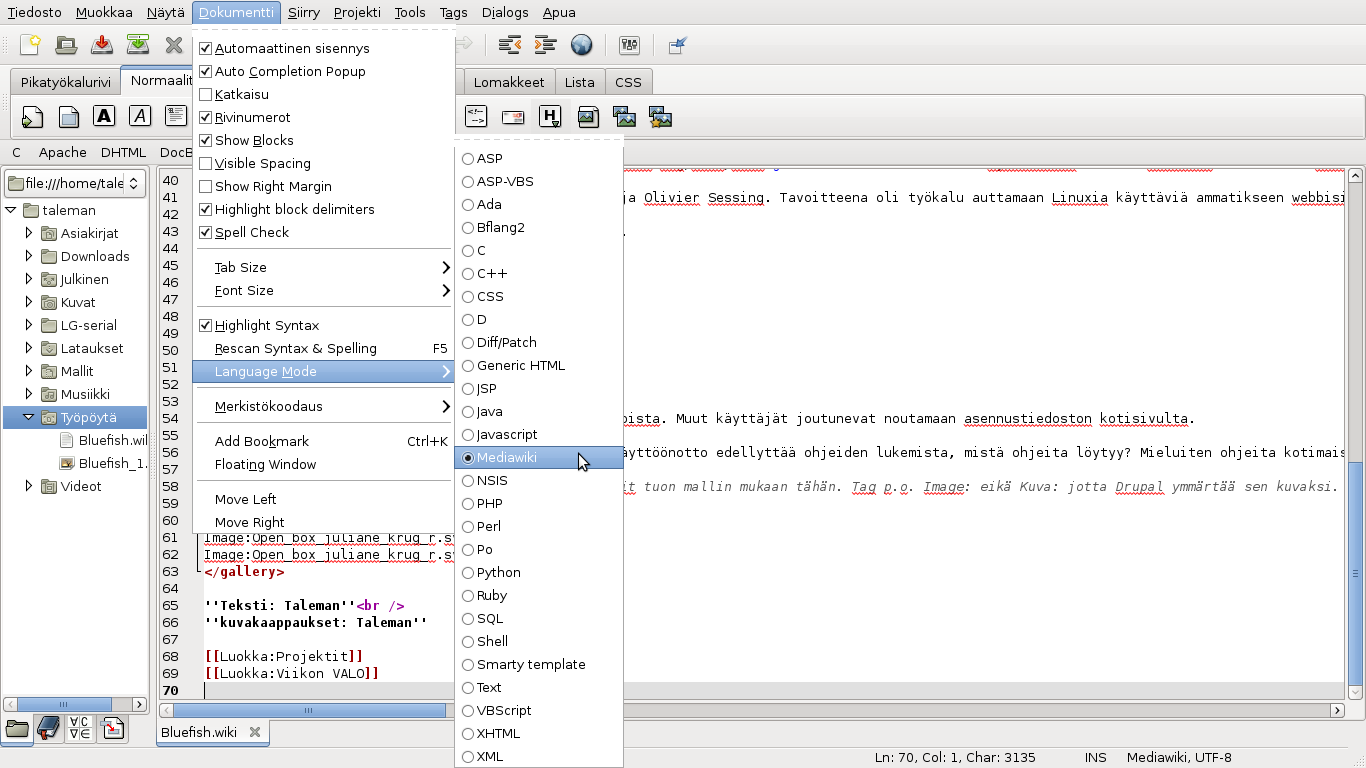 Tiedosto Muokkaa Näytä Dokumentti Siirry Projekti Tools Tags Dialogs Apua
Pikatyökalurivi Normaalit Lomakkeet Lista CSS
C Apache DHTML DocB
Automaattinen sisennys
Auto Completion Popup
Katkaisu
Rivinumerot
Show Blocks
Visible Spacing
Show Right Margin
Highlight block delimiters
Spell Check
Tab Size
Font Size
Highlight Syntax
Rescan Syntax & Spelling F5
Language Mode
Merkistökoodaus
Add Bookmark Ctrl+K
Floating Window
Move Left
Move Right
ASP
ASP-VBS
Ada
Bflang2
C
C++
CSS
D
Diff/Patch
Generic HTML
JSP
Java
Javascript
Mediawiki
NSIS
PHP
Perl
Po
Python
Ruby
SQL
Shell
Smarty template
Text
VBScript
XHTML
XML
file:///home/tale
taleman
Asiakirjat
Downloads
Julkinen
Kuvat
LG-serial
Lataukset
Mallit
Musiikki
Työpöytä
Bluefish.wil
Bluefish_1.
Videot
40
41 ja Olivier Sessing. Tavoitteena oli työkalu auttamaan Linuxia käyttäviä ammatikseen webbisi
42
43 .
44
45
46
47
48
49
50
51
52
53
54 oista. Muut käyttäjät joutunevat noutamaan asennustiedoston kotisivulta.
55
56 äyttöönotto edellyttää ohjeiden lukemista, mistä ohjeita löytyy? Mieluiten ohjeita kotimais
57
58 it tuon mallin mukaan tähän. Tag p.o. Image: eikä Kuva: jotta Drupal ymmärtää sen kuvaksi.
59
60
61 Image:Open_box_juliane_krug_r.sv
62 Image:Open_box_juliane_krug_r.sv
63 </gallery>
64
65 ''Teksti: Taleman''<br />
66 ''kuvakaappaukset: Taleman''
67
68 [[Luokka:Projektit]]
69 [[Luokka:Viikon VALO]]
70
Bluefish.wiki
Ln: 70, Col: 1, Char: 3135 INS Mediawiki, UTF-8